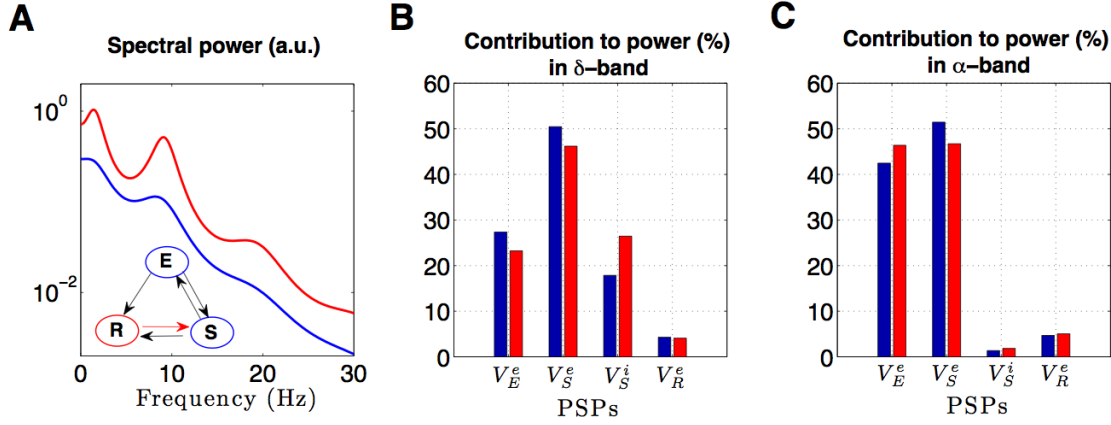 A
Spectral power (a.u.)
10^0
10^−2
E
R
S
0
10
20
30
Frequency (Hz)
B
Contribution to power (%)
in δ−band
60
50
40
30
20
10
0
V_E^e
V_S^e
V_S^i
V_R^e
PSPs
C
Contribution to power (%)
in α−band
60
50
40
30
20
10
0
V_E^e
V_S^e
V_S^i
V_R^e
PSPs